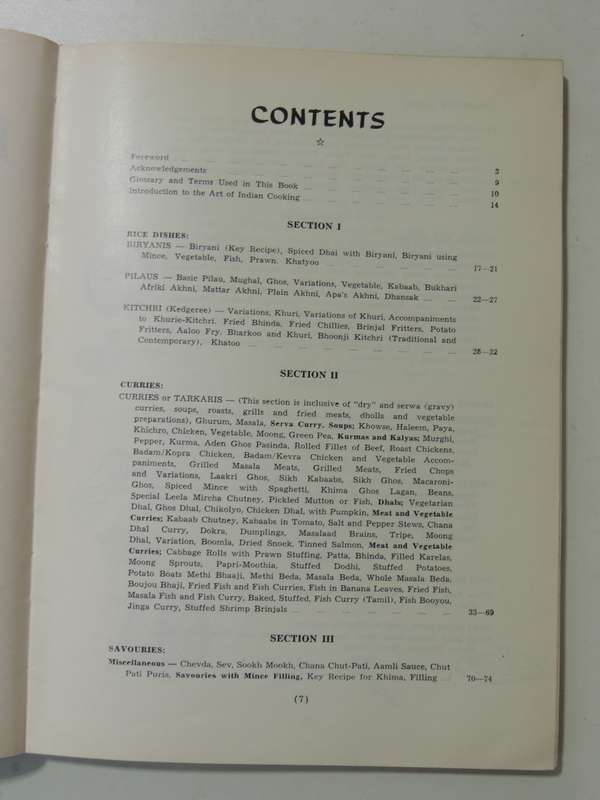 CONTENTS
☆
Foreword ... 3
Acknowledgements ... 9
Glossary and Terms Used in This Book ... 10
Introduction to the Art of Indian Cooking ... 14
SECTION I
RICE DISHES:
BIRYANIS — Biryani (Key Recipe), Spiced Dhai with Biryani, Biryani using
Mince, Vegetable, Fish, Prawn. Khatyoo ... 17—21
PILAUS — Basic Pilau, Mughal, Ghos, Variations, Vegetable, Kabaab, Bukhari
Afriki Akhni, Mattar Akhni, Plain Akhni, Apa's Akhni, Dhansak ... 22—27
KITCHRI (Kedgeree) — Variations, Khuri, Variations of Khuri, Accompaniments
to Khurie-Kitchri. Fried Bhinda, Fried Chillies, Brinjal Fritters, Potato
Fritters, Aaloo Fry. Bharkoo and Khuri, Bhoonji Kitchri (Traditional and
Contemporary), Khatoo ... 28—32
SECTION II
CURRIES:
CURRIES or TARKARIS — (This section is inclusive of "dry" and serwa (gravy)
curries, soups, roasts, grills and fried meats, dholls and vegetable
preparations), Ghurum, Masala, Serva Curry, Soups; Khowse, Haleem, Paya,
Khichro, Chicken, Vegetable, Moong, Green Pea, Kurmas and Kalyas; Murghi,
Pepper, Kurma, Aden Ghos Pasinda, Rolled Fillet of Beef, Roast Chickens,
Badam/Kopra Chicken, Badam/Kevra Chicken and Vegetable Accom-
paniments, Grilled Masala Meats, Grilled Meats, Fried Chops
and Variations, Laakri Ghos, Sikh Kabaabs, Sikh Ghos, Macaroni-
Ghos, Spiced Mince with Spaghetti, Khima Ghos Lagan, Beans,
Special Leela Mircha Chutney, Pickled Mutton or Fish, Dhals; Vegetarian
Dhal, Ghos Dhal, Chikolyo, Chicken Dhal, with Pumpkin, Meat and Vegetable
Curries; Kabaab Chutney, Kabaabs in Tomato, Salt and Pepper Stews, Chana
Dhal Curry, Dokra, Dumplings, Masalaad Brains, Tripe, Moong
Dhal, Variation, Boomla, Dried Snock, Tinned Salmon, Meat and Vegetable
Curries; Cabbage Rolls with Prawn Stuffing, Patta, Bhinda, Filled Karelas,
Moong Sprouts, Papri-Moothia, Stuffed Dodhi, Stuffed Potatoes,
Potato Boats Methi Bhaaji, Methi Beda, Masala Beda, Whole Masala Beda,
Boujou Bhaji, Fried Fish and Fish Curries, Fish in Banana Leaves, Fried Fish,
Masala Fish and Fish Curry, Baked, Stuffed, Fish Curry (Tamil), Fish Booyou,
Jinga Curry, Stuffed Shrimp Brinjals ... 33—69
SECTION III
SAVOURIES:
Miscellaneous — Chevda, Sev, Sookh Mookh, Chana Chut-Pati, Aamli Sauce, Chut
Pati Puris, Savouries with Mince Filling, Key Recipe for Khima, Filling ... 70—74
(7)